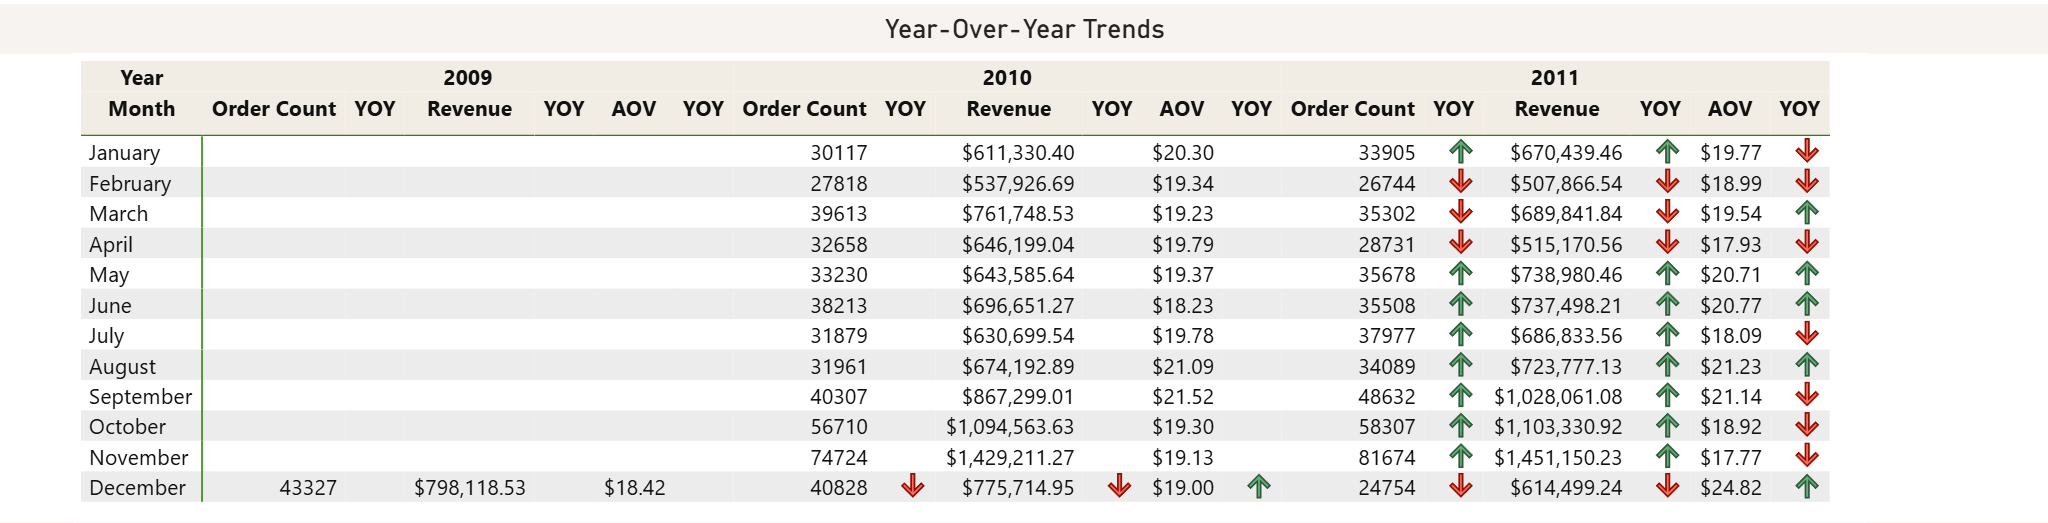 Year-Over-Year Trends
Year 2009 2010 2011
Month Order Count YOY Revenue YOY AOV YOY Order Count YOY Revenue YOY AOV YOY Order Count YOY Revenue YOY AOV YOY
January 30117 $611,330.40 $20.30 33905 $670,439.46 $19.77
February 27818 $537,926.69 $19.34 26744 $507,866.54 $18.99
March 39613 $761,748.53 $19.23 35302 $689,841.84 $19.54
April 32658 $646,199.04 $19.79 28731 $515,170.56 $17.93
May 33230 $643,585.64 $19.37 35678 $738,980.46 $20.71
June 38213 $696,651.27 $18.23 35508 $737,498.21 $20.77
July 31879 $630,699.54 $19.78 37977 $686,833.56 $18.09
August 31961 $674,192.89 $21.09 34089 $723,777.13 $21.23
September 40307 $867,299.01 $21.52 48632 $1,028,061.08 $21.14
October 56710 $1,094,563.63 $19.30 58307 $1,103,330.92 $18.92
November 74724 $1,429,211.27 $19.13 81674 $1,451,150.23 $17.77
December 43327 $798,118.53 $18.42 40828 $775,714.95 $19.00 24754 $614,499.24 $24.82